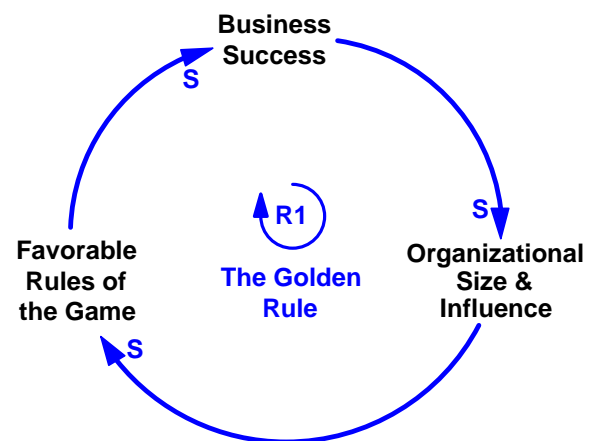 Business
Success
S
S
R1
Favorable
Rules of
the Game
The Golden
Rule
Organizational
Size &
Influence
S